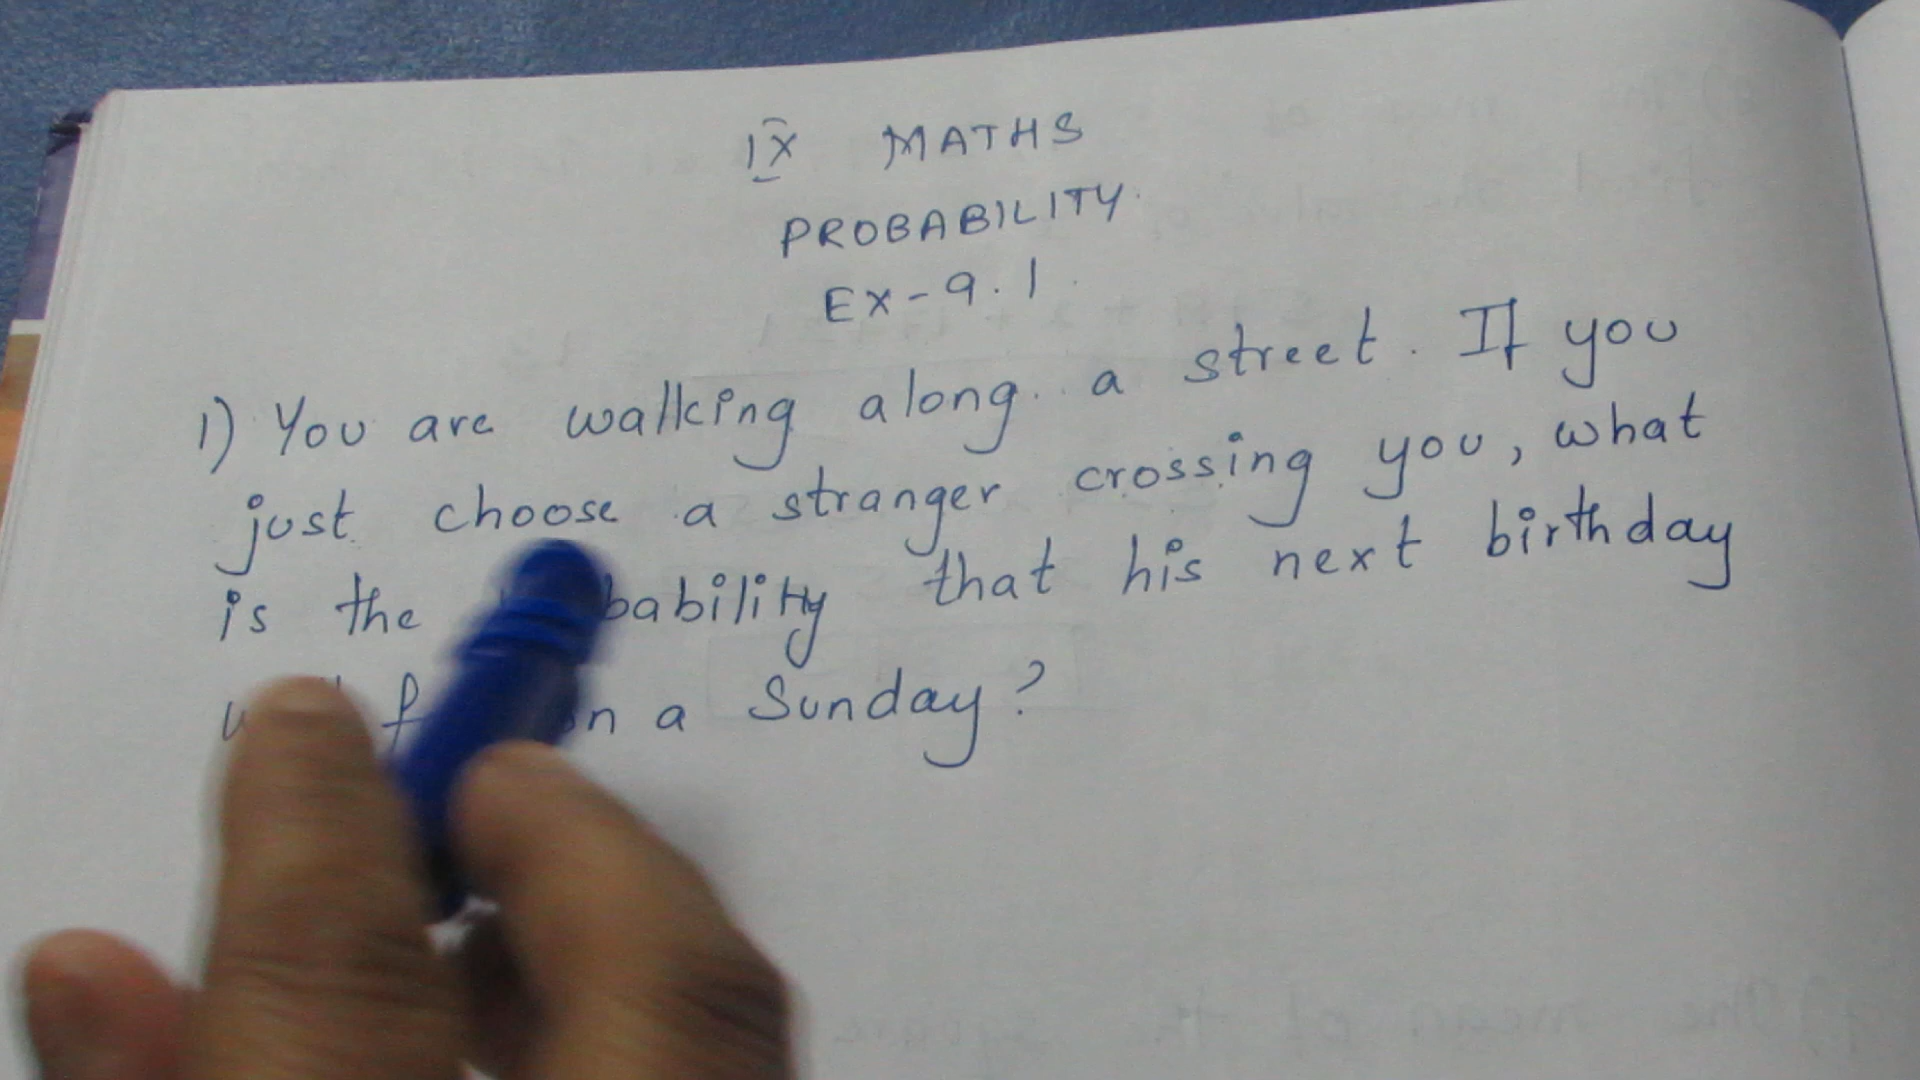 IX MATHS
PROBABILITY.
EX-9.1.
1) You are walking along a street. If you
just choose a stranger crossing you, what
is the that his next birthday
on a Sunday?